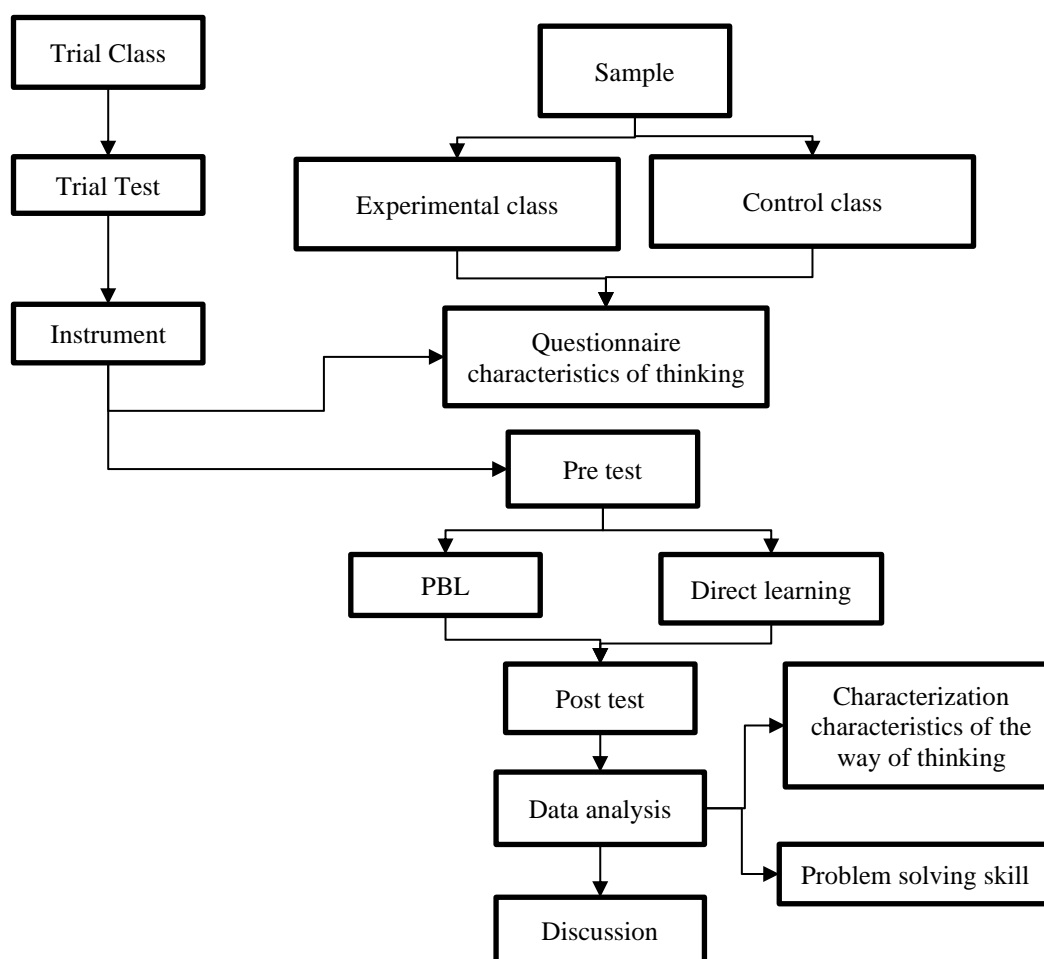 Trial Class
Sample
Trial Test
Experimental class
Control class
Instrument
Questionnaire
characteristics of thinking
Pre test
PBL
Direct learning
Post test
Characterization
characteristics of the
way of thinking
Data analysis
Problem solving skill
Discussion